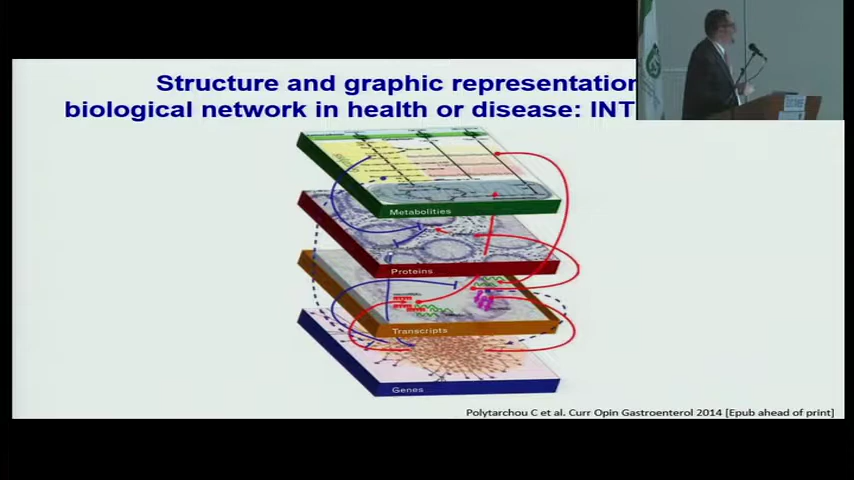 Structure and graphic representation
biological network in health or disease: INT
Metabolities
Proteins
Transcripts
Genes
Polytarchou C et al. Curr Opin Gastroenterol 2014 [Epub ahead of print]